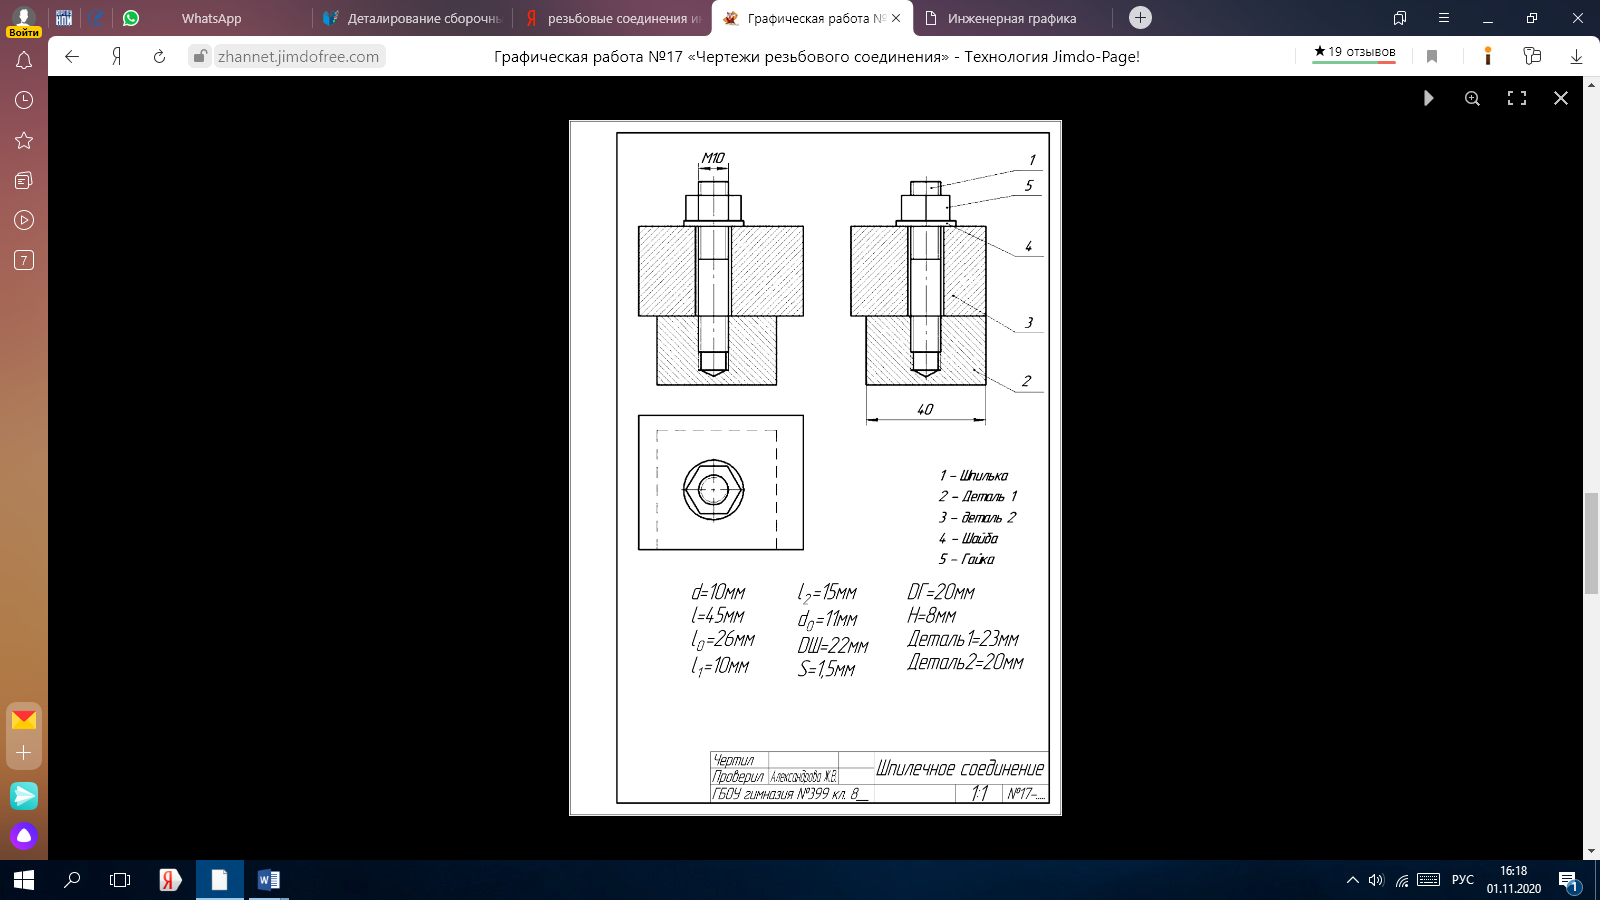 WhatsApp
Деталирование сборочны
Я резьбовые соединения и
Графическая работа №
Инженерная графика
Войти
Я
zhannet.jimdofree.com
Графическая работа №17 «Чертежи резьбового соединения» - Технология Jimdo-Page!
★19 отзывов
7
М10
1
5
4
3
2
40
1 - Шпилька
2 - Деталь 1
3 - деталь 2
4 - Шайба
5 - Гайка
d=10мм
l=45мм
l0=26мм
l1=10мм
l2=15мм
d0=11мм
DШ=22мм
S=1,5мм
DГ=20мм
H=8мм
Деталь1=23мм
Деталь2=20мм
Чертил
Проверил Александрова Ж.В.
ГБОУ гимназия №399 кл. 8__
Шпилечное соединение
1:1
№17-.....
Я
W
РУС
16:18
01.11.2020
1